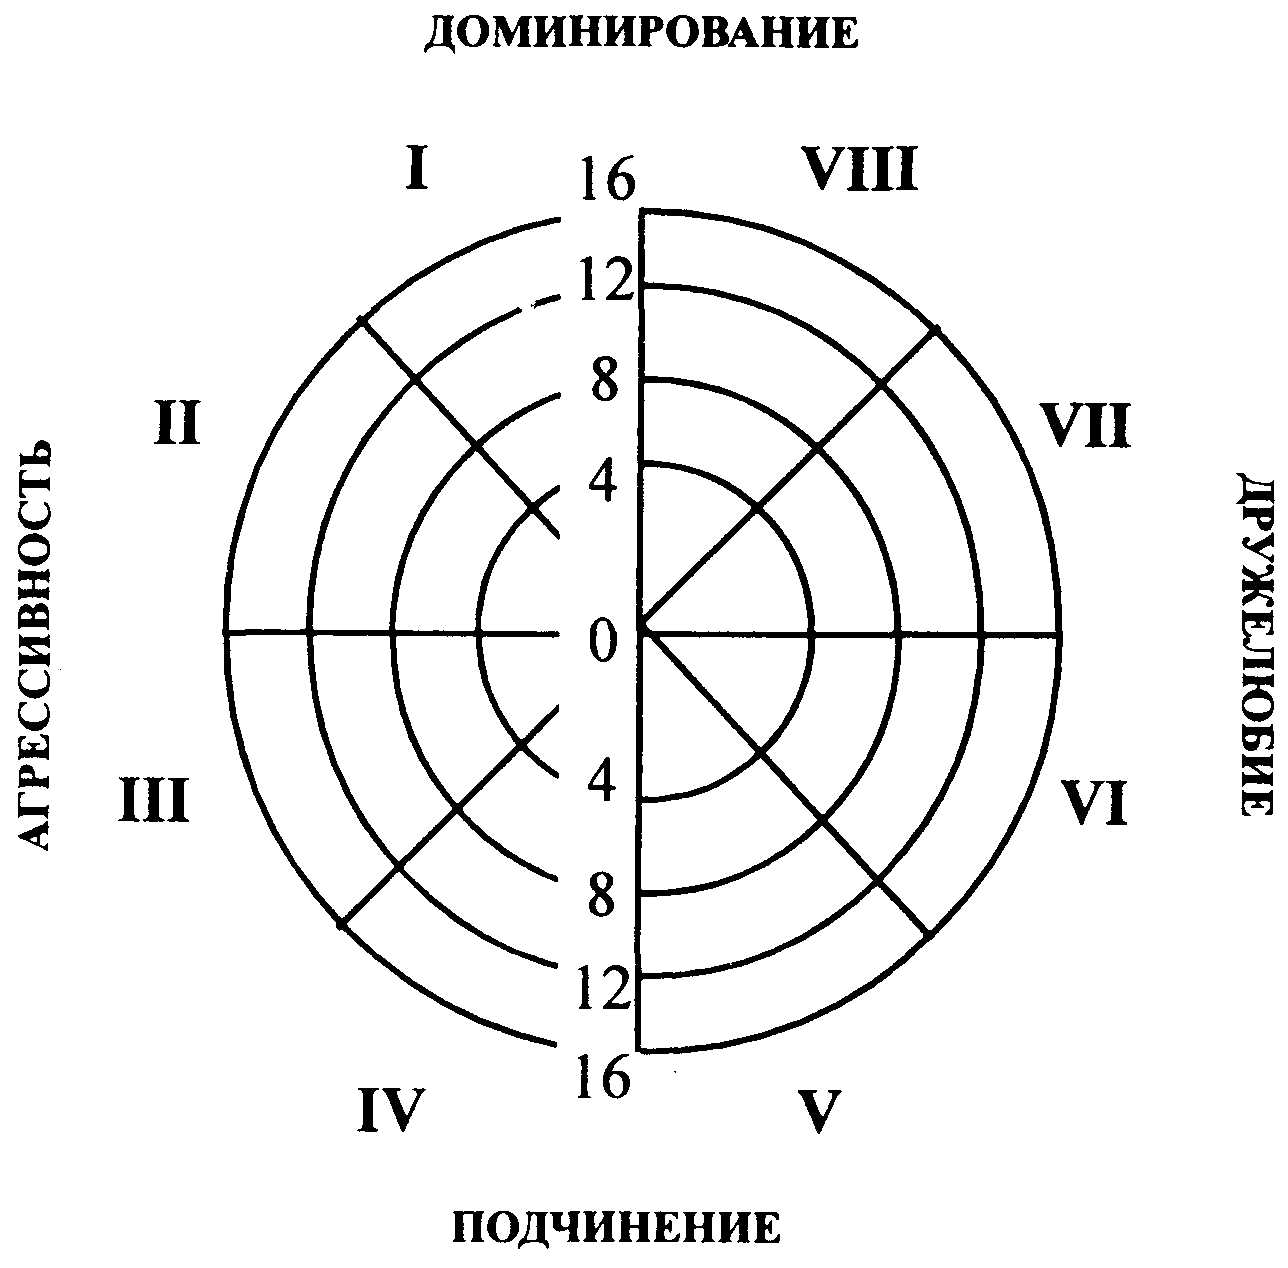 ДОМИНИРОВАНИЕ
I
16
VIII
12
8
II
VII
4
АГРЕССИВНОСТЬ
ДРУЖЕЛЮБИЕ
0
4
III
VI
8
12
16
IV
V
ПОДЧИНЕНИЕ